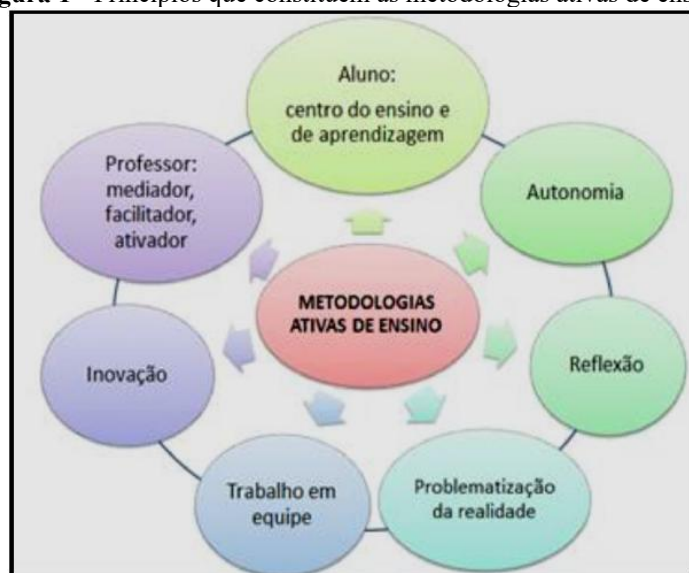 Princípios que constituem as metodologias ativas de
Aluno:
centro do ensino e
de aprendizagem
Professor:
mediador,
facilitador,
ativador
Autonomia
METODOLOGIAS
ATIVAS DE ENSINO
Inovação
Reflexão
Trabalho em
equipe
Problematização
da realidade